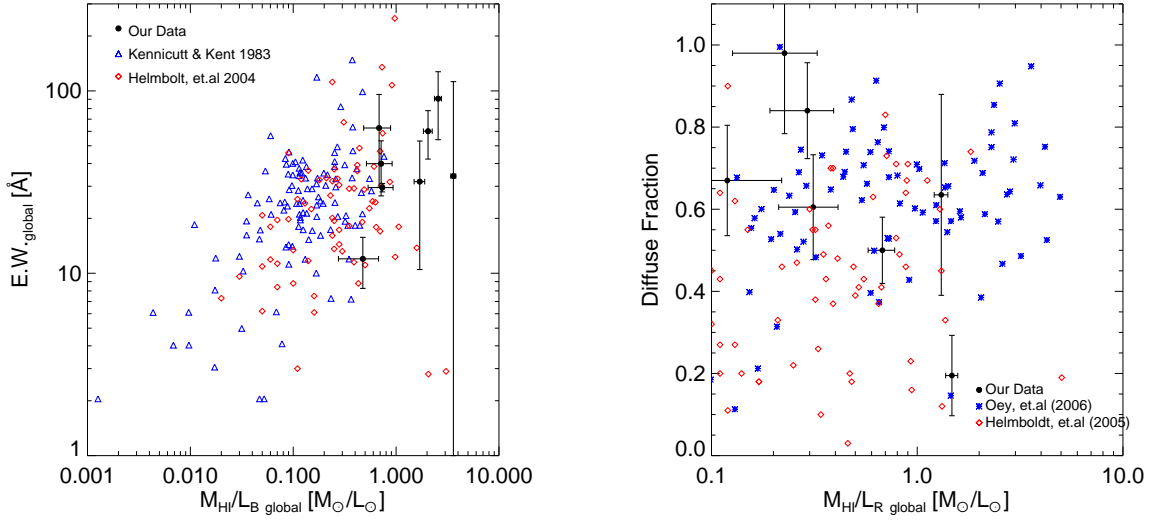 Our Data
Kennicutt & Kent 1983
Helmbolt, et.al 2004
100
10
1
E.W.global [Å]
0.001 0.010 0.100 1.000 10.000
MHI/LB global [M⊙/L⊙]
1.0
0.8
0.6
0.4
0.2
0.0
Diffuse Fraction
Our Data
Oey, et.al (2006)
Helmboldt, et.al (2005)
0.1 1.0 10.0
MHI/LR global [M⊙/L⊙]